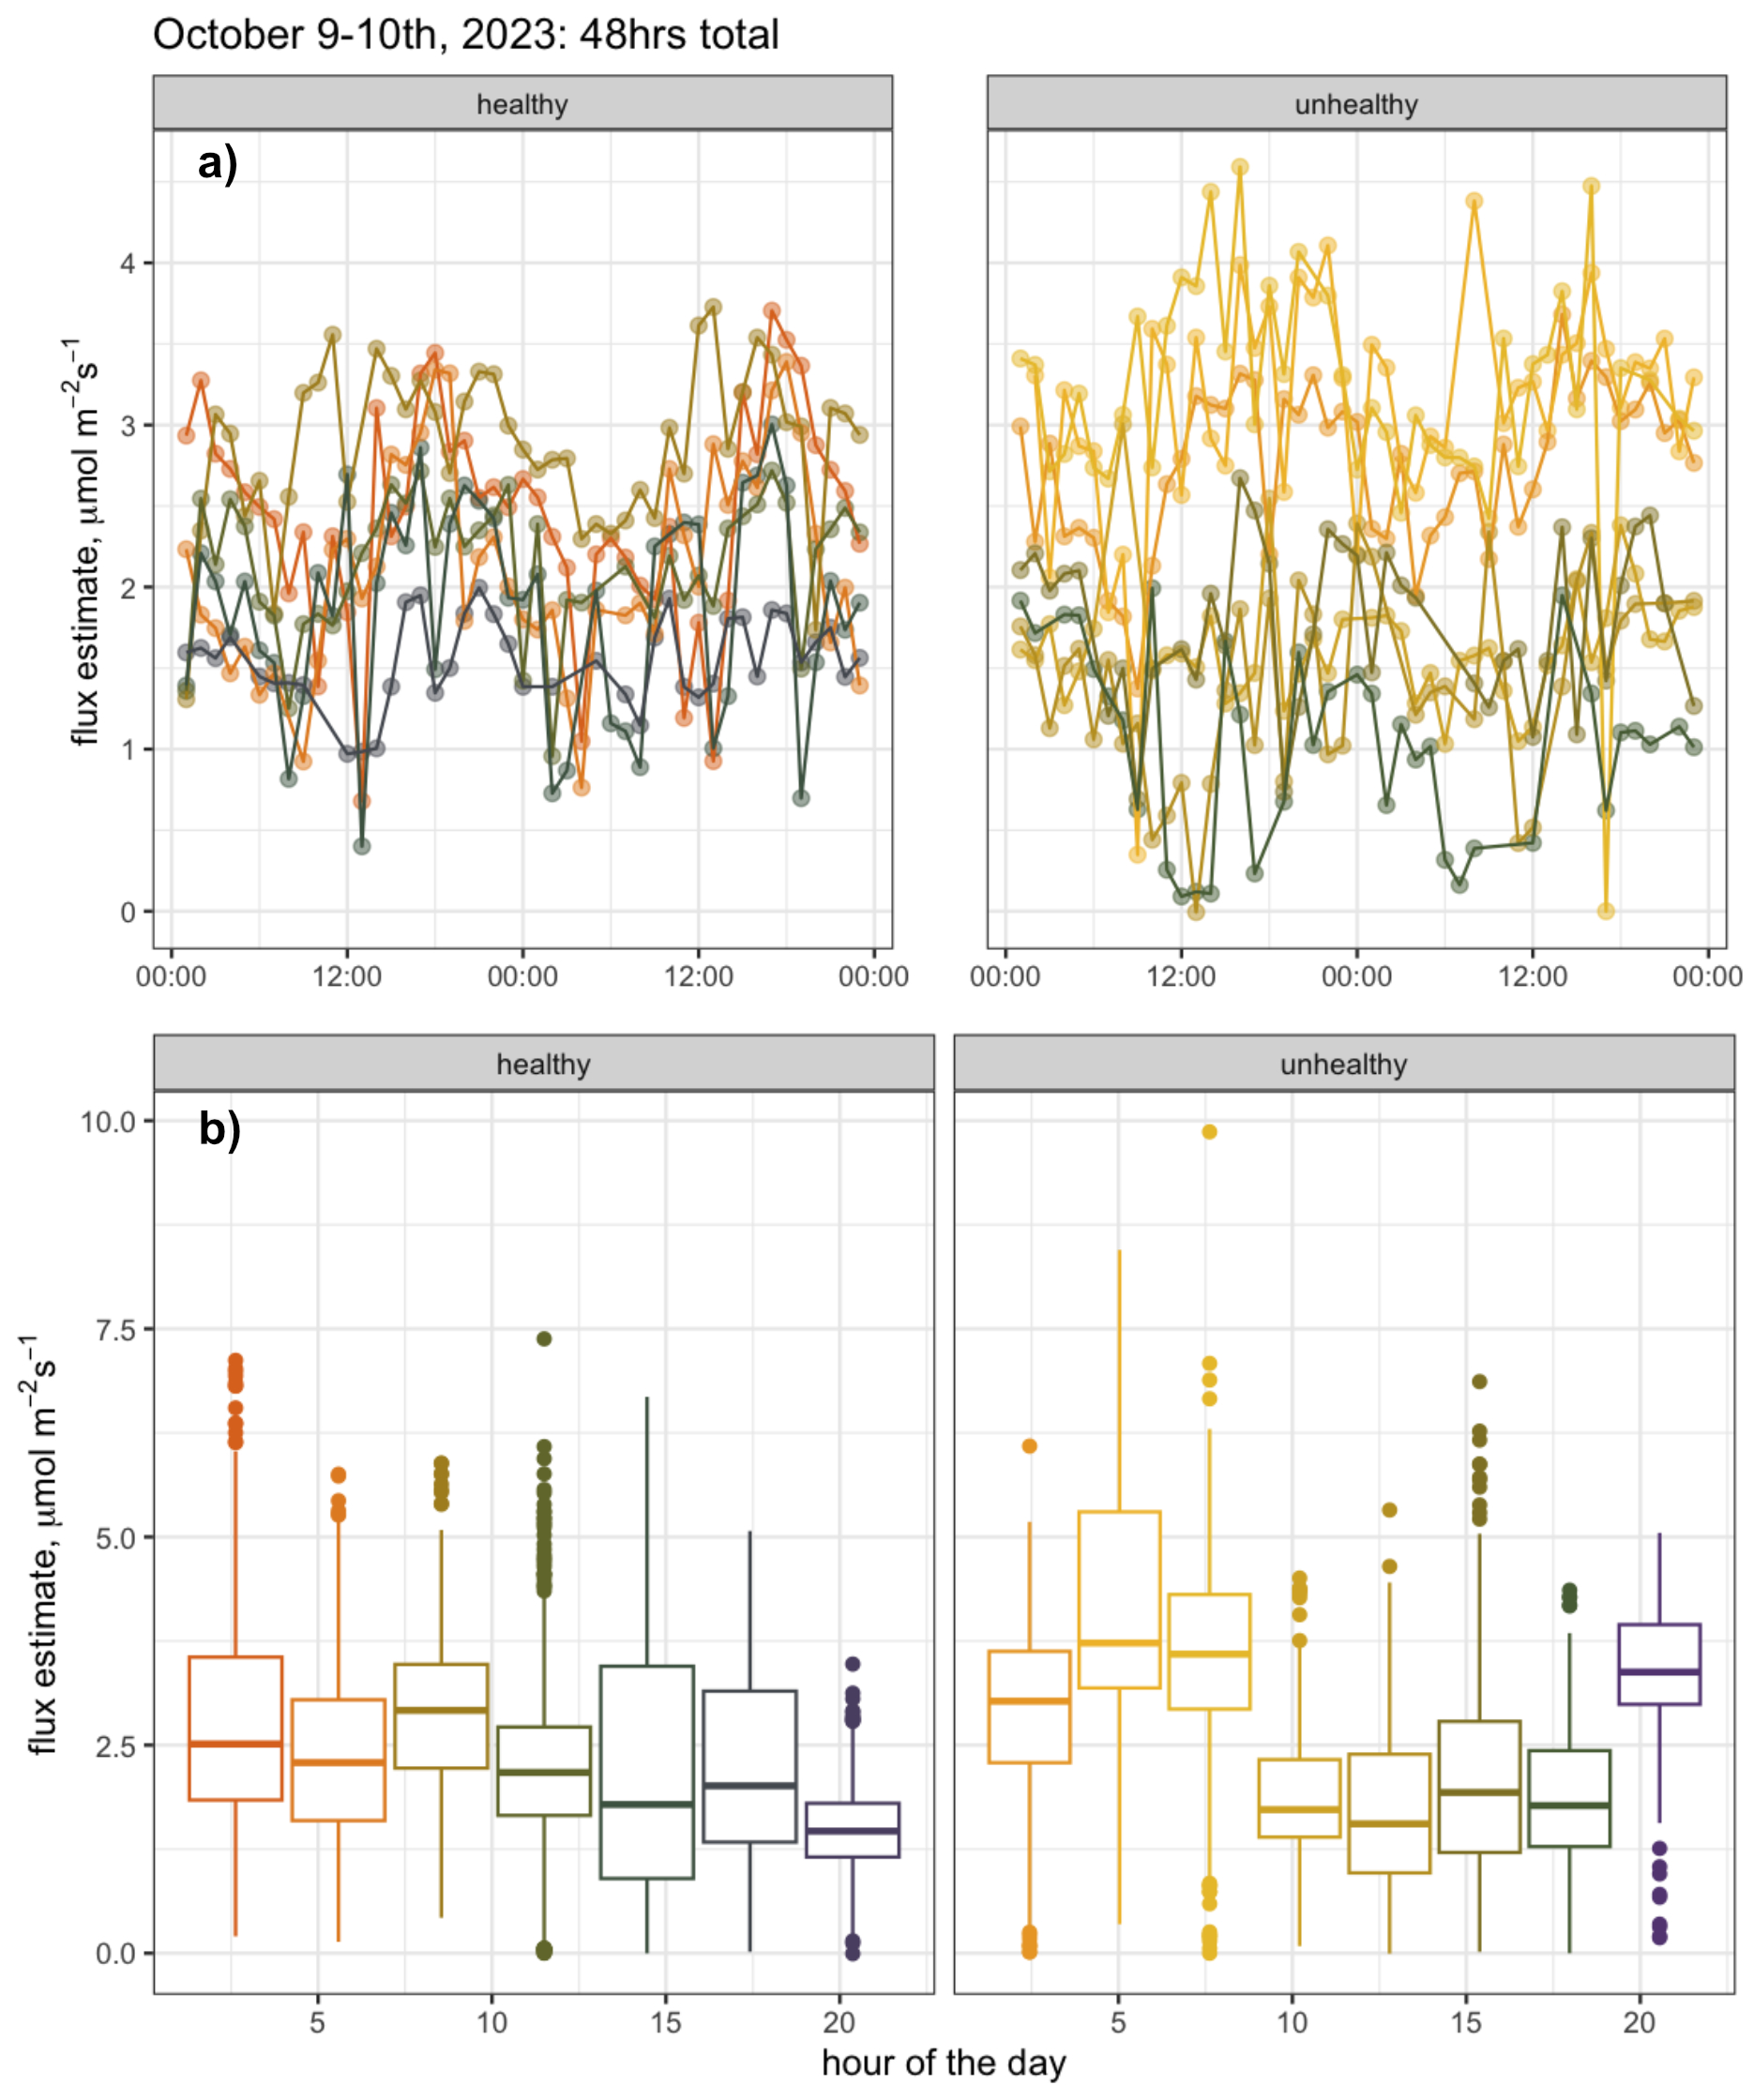 October 9-10th, 2023: 48hrs total
healthy unhealthy
a)
flux estimate, μmol m⁻²s⁻¹
4
3
2
1
0
00:00 12:00 00:00 12:00 00:00 00:00 12:00 00:00 12:00 00:00
healthy unhealthy
b)
flux estimate, μmol m⁻²s⁻¹
10.0
7.5
5.0
2.5
0.0
5 10 15 20 5 10 15 20
hour of the day